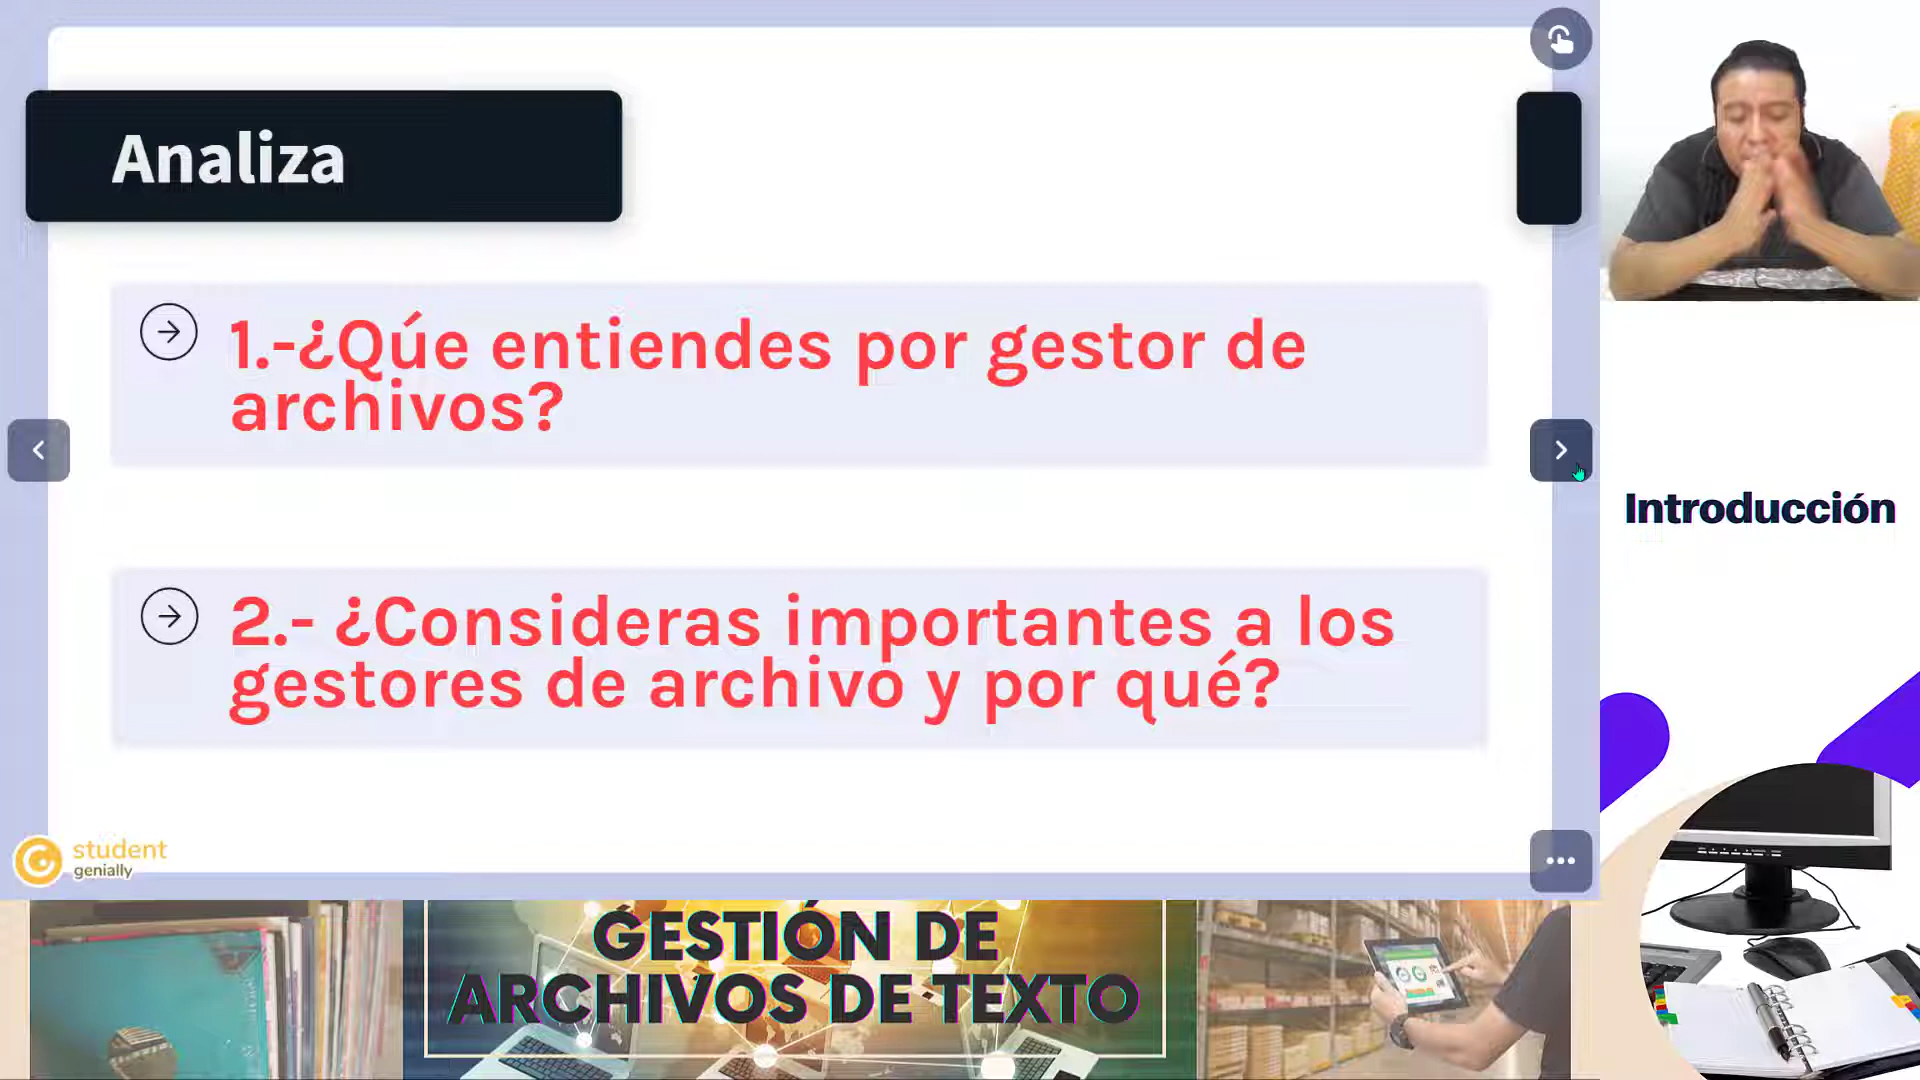 Analiza
1.-¿Qúe entiendes por gestor de
archivos?
2.- ¿Consideras importantes a los
gestores de archivo y por qué?
Introducción
student
genially
GESTIÓN DE
ARCHIVOS DE TEXTO